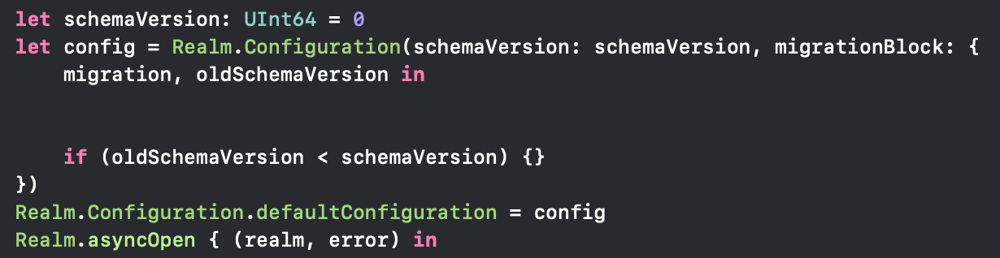 let schemaVersion: UInt64 = 0
let config = Realm.Configuration(schemaVersion: schemaVersion, migrationBlock: {
    migration, oldSchemaVersion in
    if (oldSchemaVersion < schemaVersion) {}
})
Realm.Configuration.defaultConfiguration = config
Realm.asyncOpen { (realm, error) in